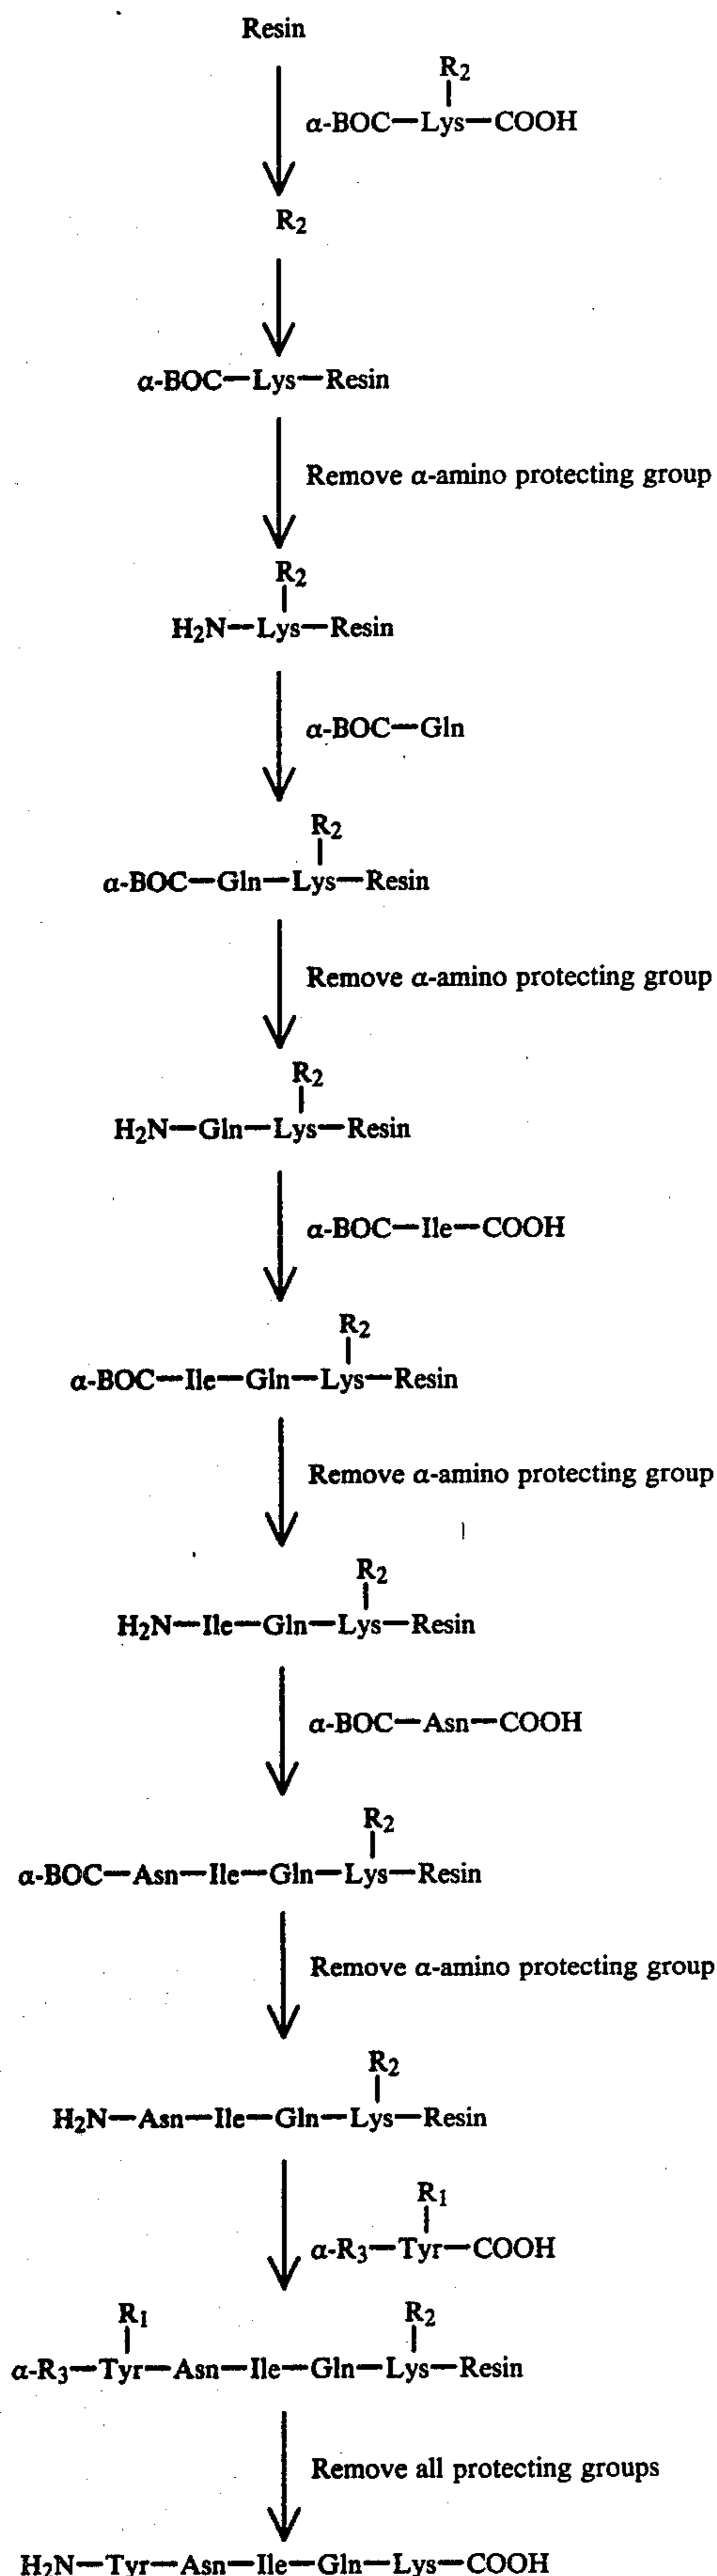 Resin
R2
α-BOC—Lys—COOH
R2
α-BOC—Lys—Resin
Remove α-amino protecting group
R2
H2N—Lys—Resin
α-BOC—Gln
R2
α-BOC—Gln—Lys—Resin
Remove α-amino protecting group
R2
H2N—Gln—Lys—Resin
α-BOC—Ile—COOH
R2
α-BOC—Ile—Gln—Lys—Resin
Remove α-amino protecting group
R2
H2N—Ile—Gln—Lys—Resin
α-BOC—Asn—COOH
R2
α-BOC—Asn—Ile—Gln—Lys—Resin
Remove α-amino protecting group
R2
H2N—Asn—Ile—Gln—Lys—Resin
R1
α-R3—Tyr—COOH
R1 R2
α-R3—Tyr—Asn—Ile—Gln—Lys—Resin
Remove all protecting groups
H2N—Tyr—Asn—Ile—Gln—Lys—COOH